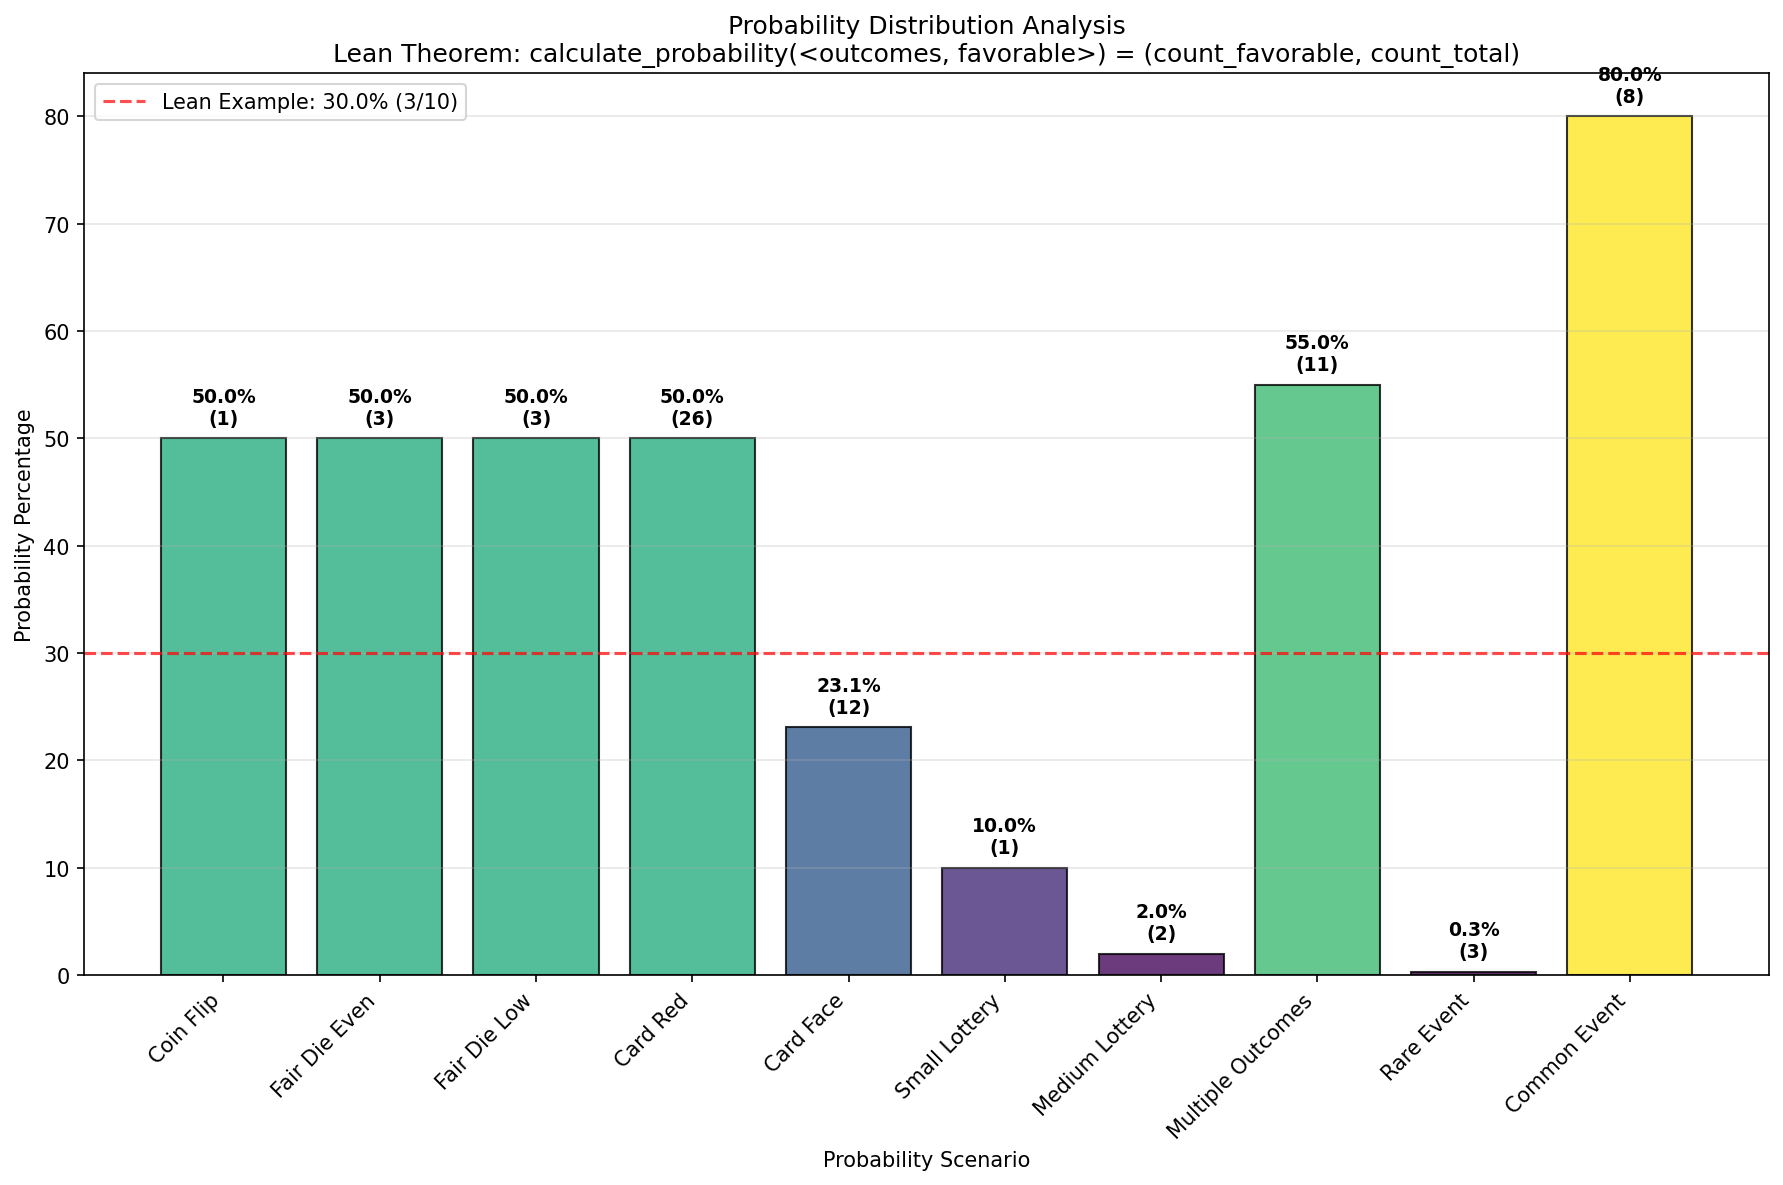 Probability Distribution Analysis
Lean Theorem: calculate_probability(<outcomes, favorable>) = (count_favorable, count_total)
Lean Example: 30.0% (3/10)
Probability Percentage
80
70
60
50
40
30
20
10
0
50.0%
(1)
50.0%
(3)
50.0%
(3)
50.0%
(26)
23.1%
(12)
10.0%
(1)
2.0%
(2)
55.0%
(11)
0.3%
(3)
80.0%
(8)
Coin Flip
Fair Die Even
Fair Die Low
Card Red
Card Face
Small Lottery
Medium Lottery
Multiple Outcomes
Rare Event
Common Event
Probability Scenario